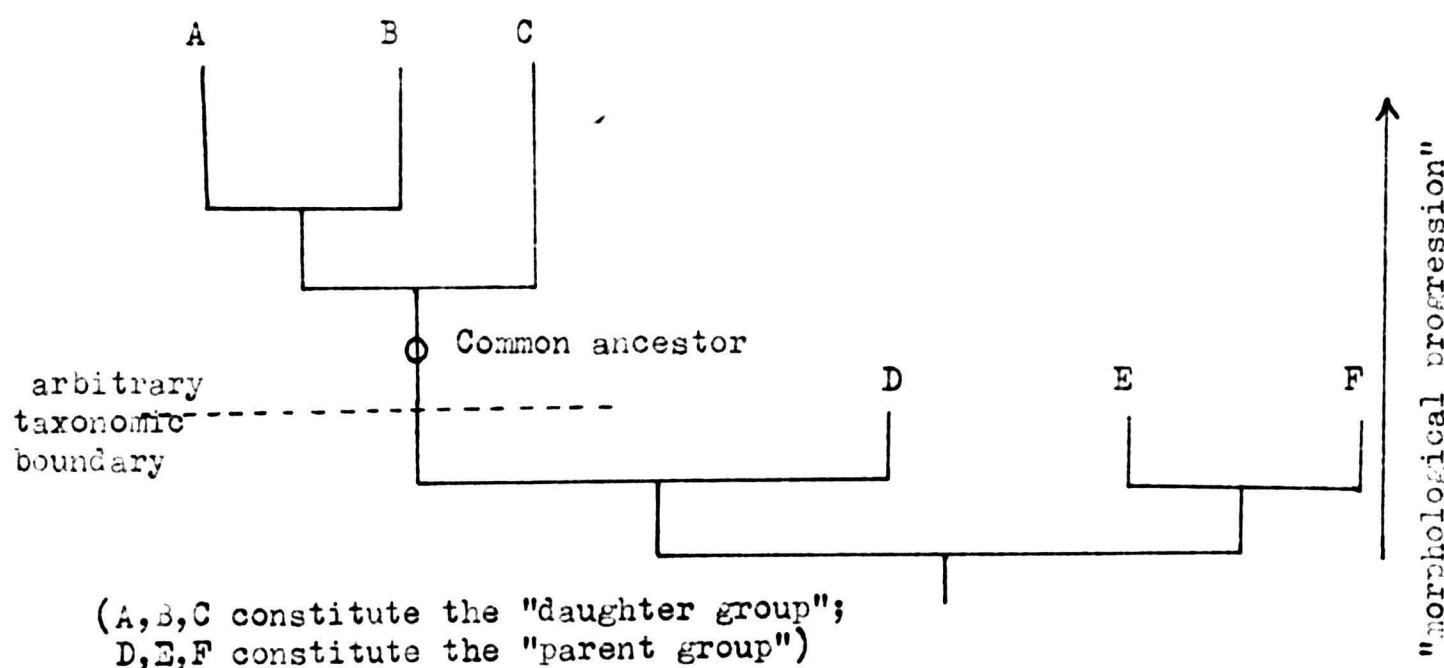 A B C
Common ancestor
D E F
arbitrary
taxonomic
boundary
"morphological progression"
(A,B,C constitute the "daughter group";
D,E,F constitute the "parent group")